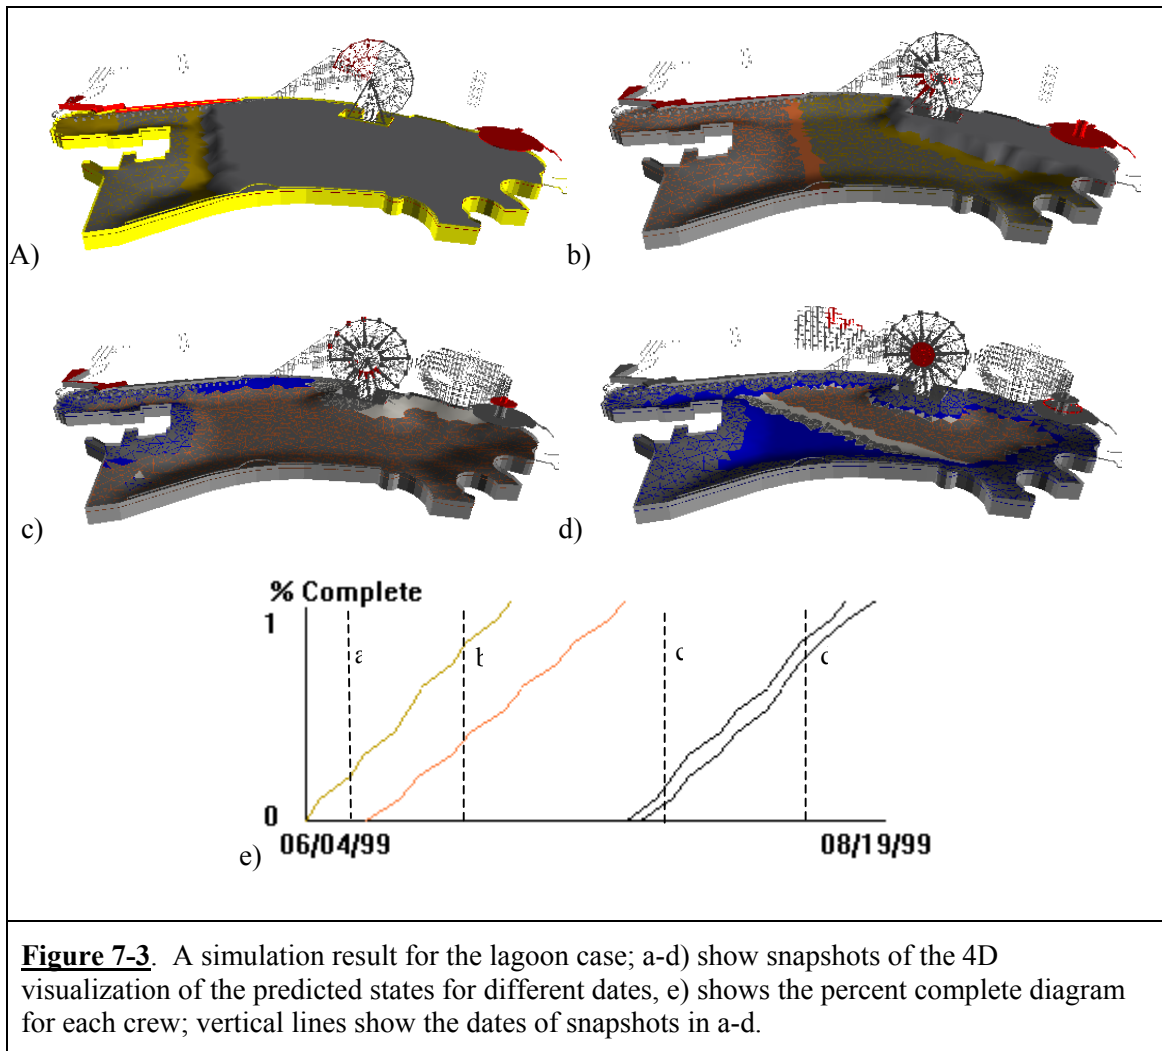 A)
b)
c)
d)
% Complete
1
a
b
c
c
0
e)
06/04/99
08/19/99
Figure 7-3. A simulation result for the lagoon case; a-d) show snapshots of the 4D
visualization of the predicted states for different dates, e) shows the percent complete diagram
for each crew; vertical lines show the dates of snapshots in a-d.